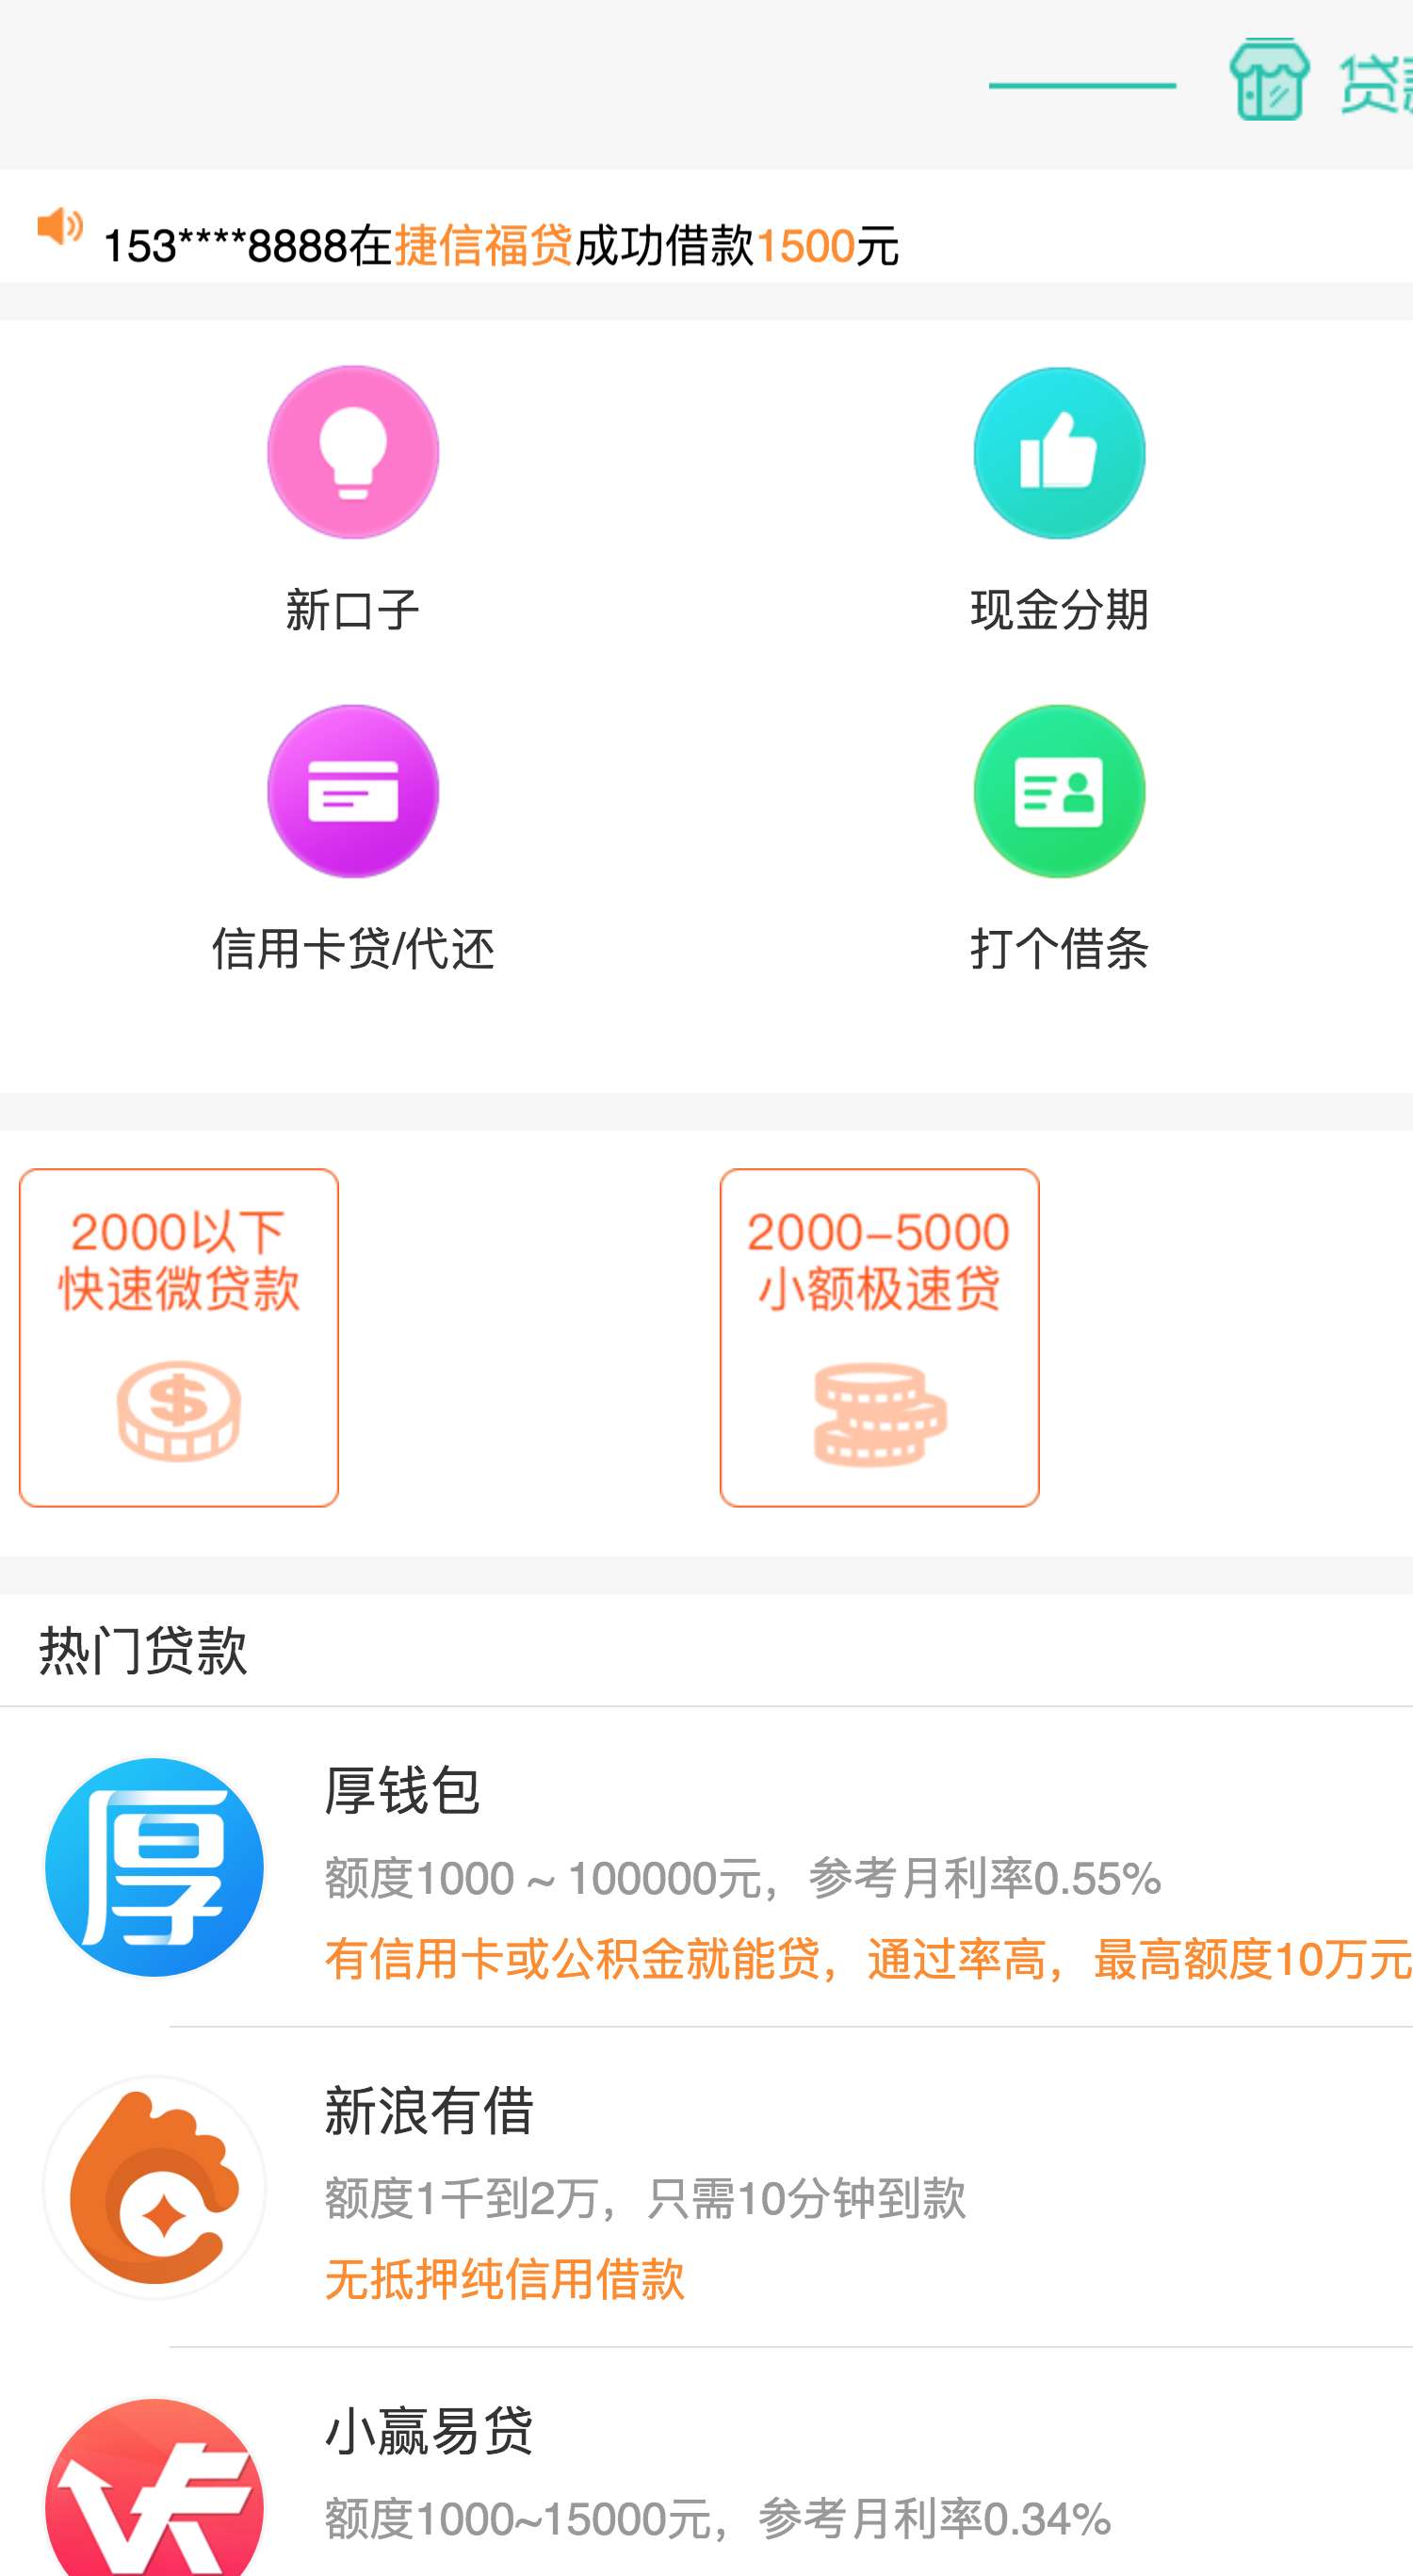 贷
153****8888在捷信福贷成功借款1500元
新口子
现金分期
信用卡贷/代还
打个借条
2000以下
快速微贷款
2000-5000
小额极速贷
热门贷款
厚
厚钱包
额度1000 ~ 100000元，参考月利率0.55%
有信用卡或公积金就能贷，通过率高，最高额度10万元
新浪有借
额度1千到2万，只需10分钟到款
无抵押纯信用借款
小赢易贷
额度1000~15000元，参考月利率0.34%